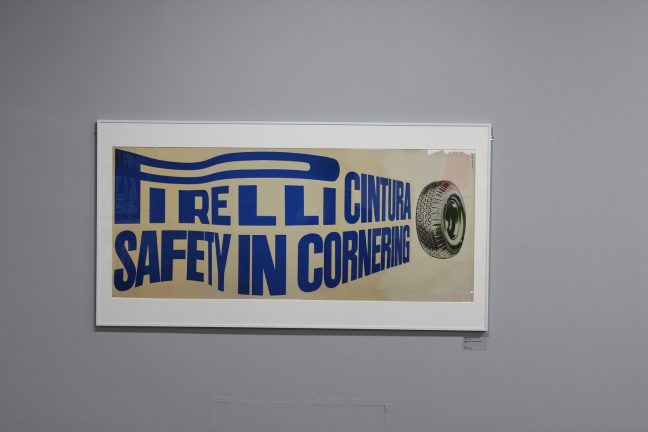 PIRELLI CINTURA
SAFETY IN CORNERING